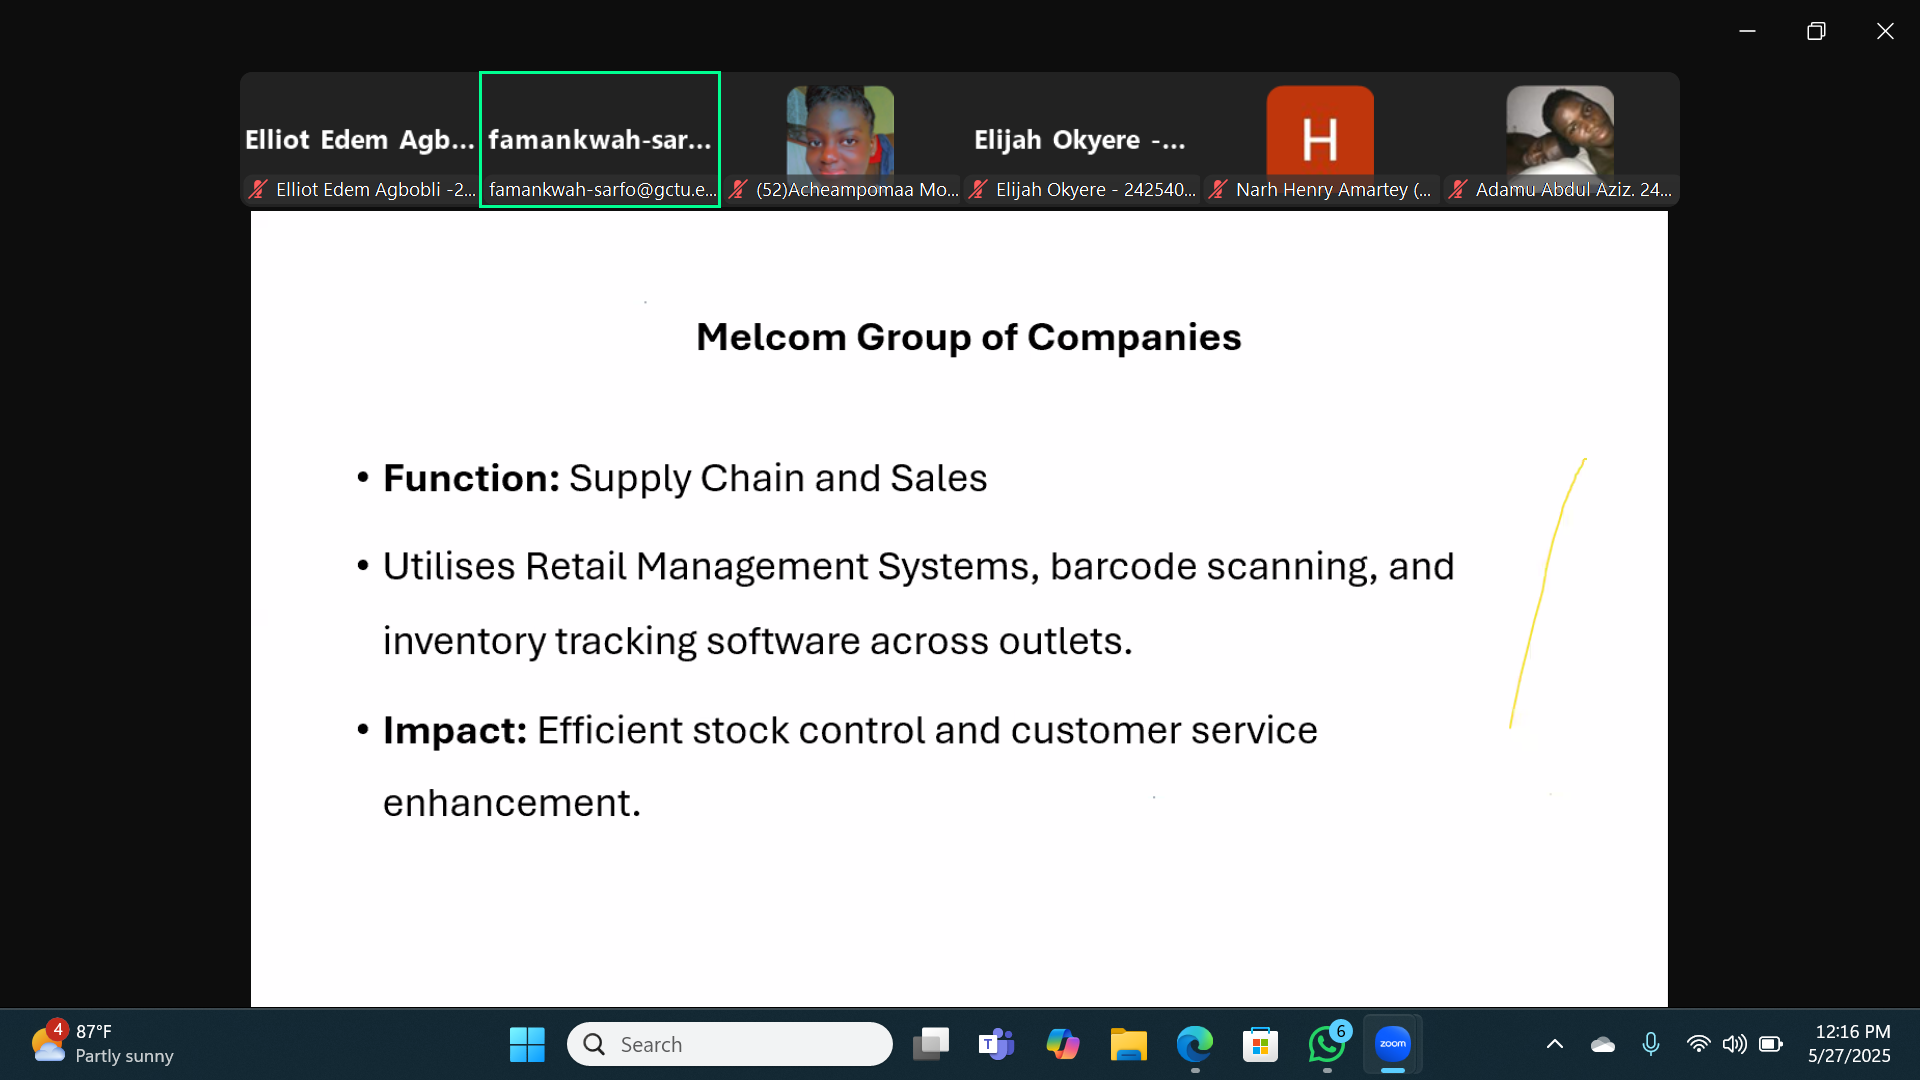 Elliot Edem Agb...
famankwah-sar...
Elijah Okyere -...
H
Elliot Edem Agbobli -2...
famankwah-sarfo@gctu.e...
(52)Acheampomaa Mo...
Elijah Okyere - 242540...
Narh Henry Amartey (...
Adamu Abdul Aziz. 24...
Melcom Group of Companies
• Function: Supply Chain and Sales
• Utilises Retail Management Systems, barcode scanning, and
inventory tracking software across outlets.
• Impact: Efficient stock control and customer service
enhancement.
4
87°F
Partly sunny
Search
T
6
zoom
12:16 PM
5/27/2025